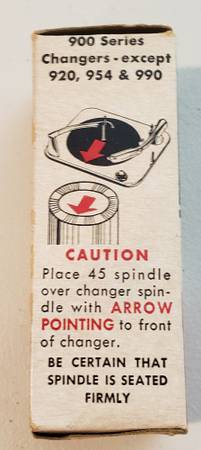 900 Series
Changers - except
920, 954 & 990
CAUTION
Place 45 spindle
over changer spin-
dle with ARROW
POINTING to front
of changer.
BE CERTAIN THAT
SPINDLE IS SEATED
FIRMLY